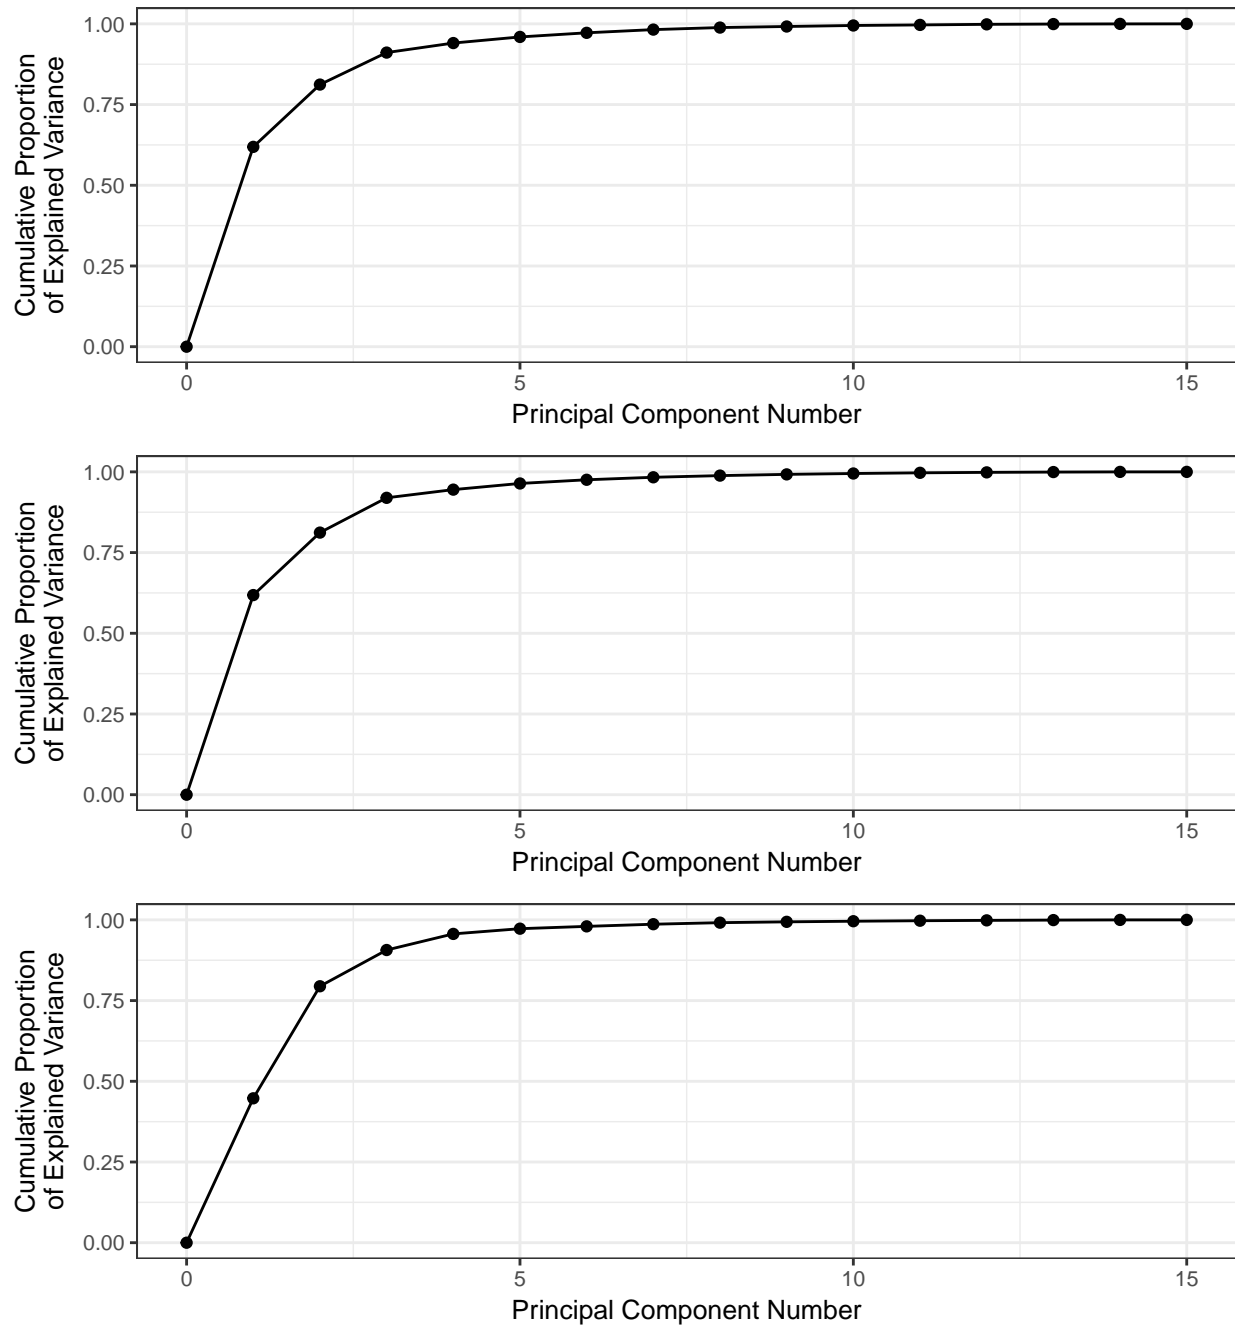 Cumulative Proportion
of Explained Variance
1.00
0.75
0.50
0.25
0.00
0 5 10 15
Principal Component Number
Cumulative Proportion
of Explained Variance
1.00
0.75
0.50
0.25
0.00
0 5 10 15
Principal Component Number
Cumulative Proportion
of Explained Variance
1.00
0.75
0.50
0.25
0.00
0 5 10 15
Principal Component Number